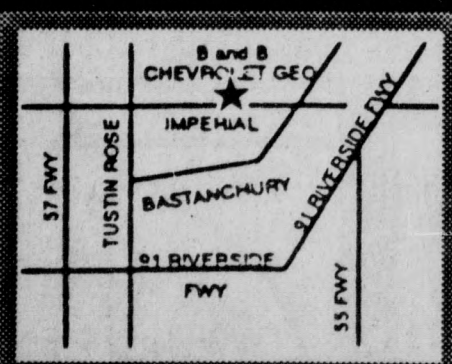 B and B
CHEVROLET GEO
IMPERIAL
57 FWY
TUSTIN ROSE
BASTANCHURY
91 RIVERSIDE FWY
91 RIVERSIDE
FWY
55 FWY